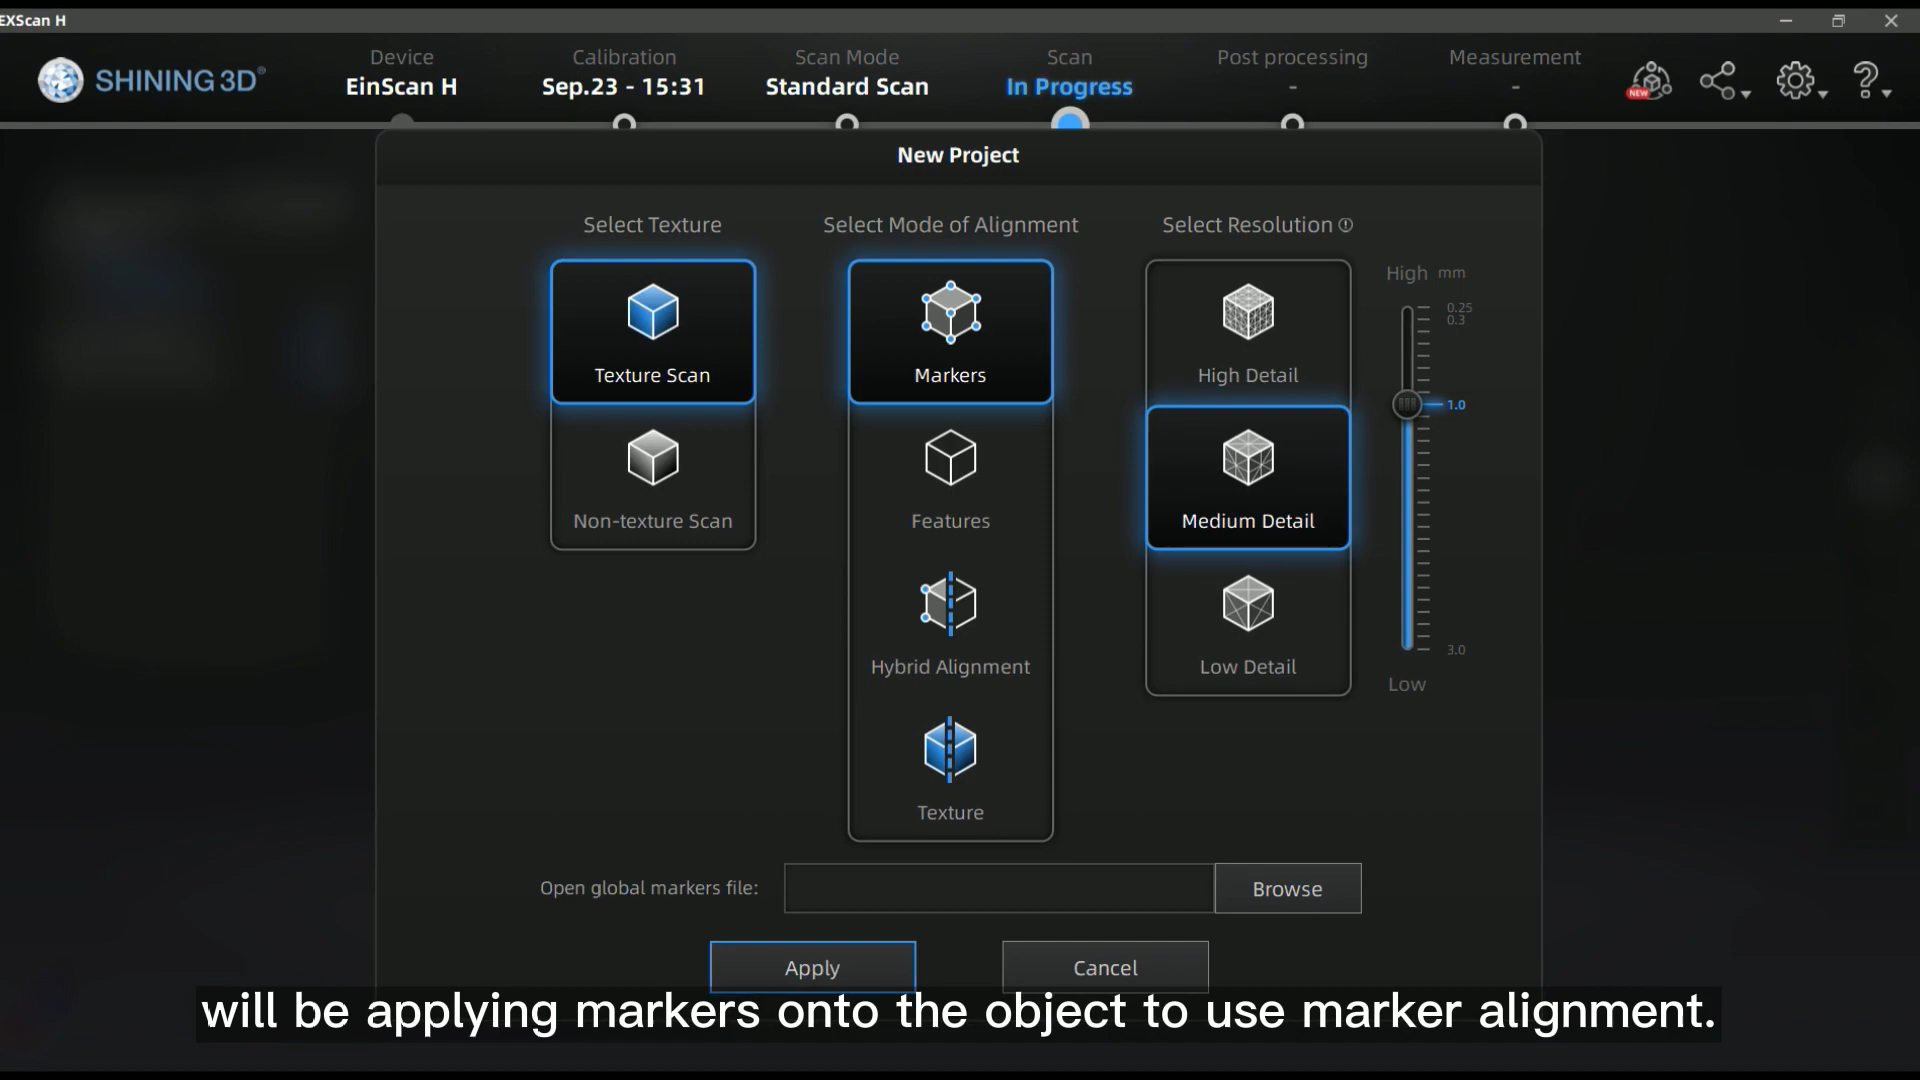 EXScan H
SHINING 3D®
Device
EinScan H
Calibration
Sep.23 - 15:31
Scan Mode
Standard Scan
Scan
In Progress
Post processing
-
Measurement
-
NEW
New Project
Select Texture
Texture Scan
Non-texture Scan
Select Mode of Alignment
Markers
Features
Hybrid Alignment
Texture
Select Resolution
High Detail
Medium Detail
Low Detail
High mm
0.25
0.3
1.0
3.0
Low
Open global markers file:
Browse
Apply
Cancel
will be applying markers onto the object to use marker alignment.